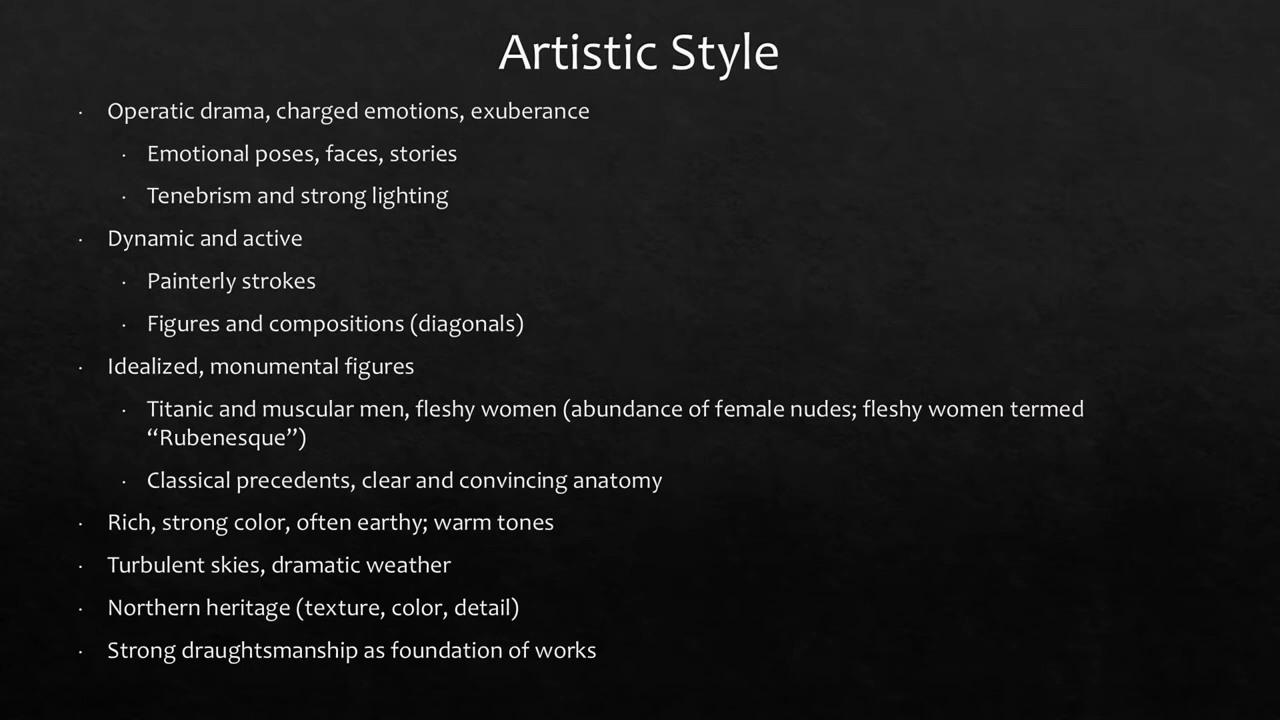 Artistic Style
· Operatic drama, charged emotions, exuberance
· Emotional poses, faces, stories
· Tenebrism and strong lighting
· Dynamic and active
· Painterly strokes
· Figures and compositions (diagonals)
· Idealized, monumental figures
· Titanic and muscular men, fleshy women (abundance of female nudes; fleshy women termed
“Rubenesque”)
· Classical precedents, clear and convincing anatomy
· Rich, strong color, often earthy; warm tones
· Turbulent skies, dramatic weather
· Northern heritage (texture, color, detail)
· Strong draughtsmanship as foundation of works